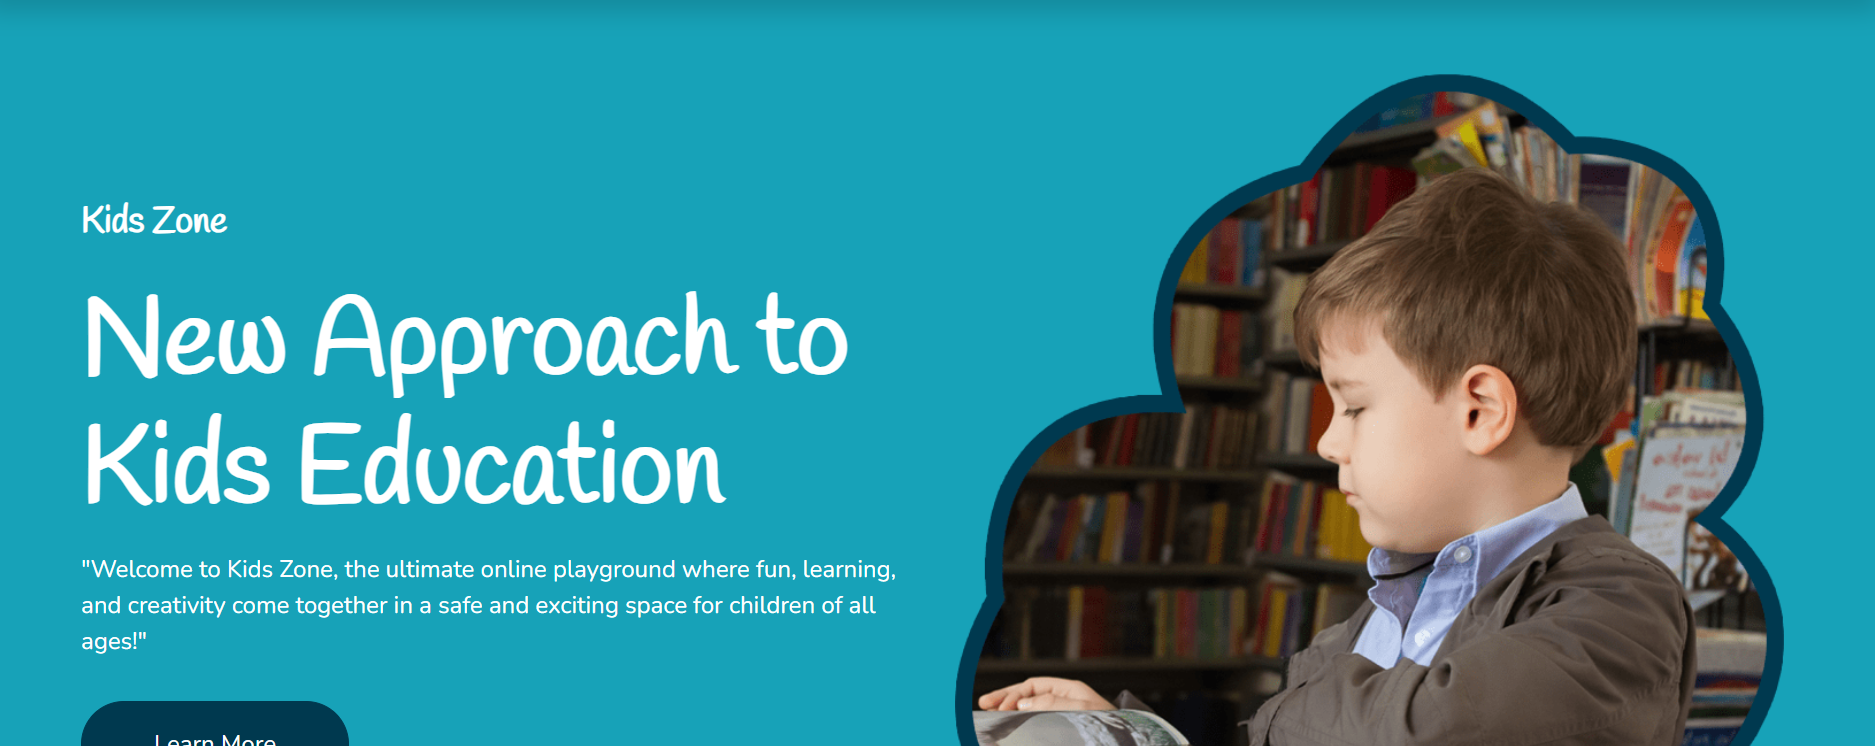 Kids Zone
New Approach to
Kids Education
"Welcome to Kids Zone, the ultimate online playground where fun, learning,
and creativity come together in a safe and exciting space for children of all
ages!"
Learn More